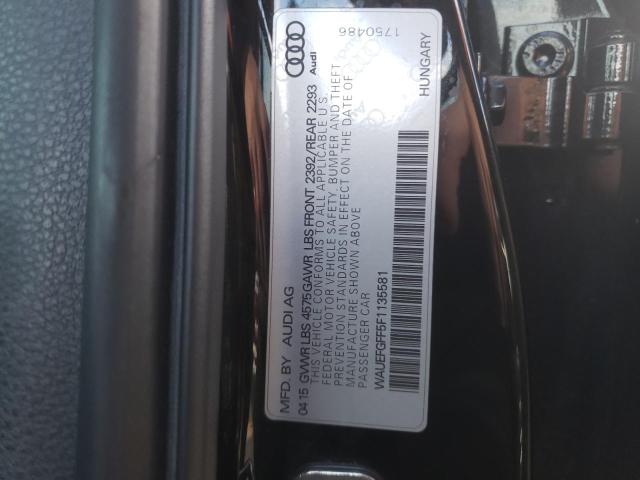 MFD. BY AUDI AG
04 15 GVWR LBS 4575 GAWR LBS FRONT 2392/REAR 2293
THIS VEHICLE CONFORMS TO ALL APPLICABLE U.S.
FEDERAL MOTOR VEHICLE SAFETY, BUMPER AND THEFT
PREVENTION STANDARDS IN EFFECT ON THE DATE OF
MANUFACTURE SHOWN ABOVE
PASSENGER CAR
WAUEFGFF5F1135581
HUNGARY
Audi
1750486